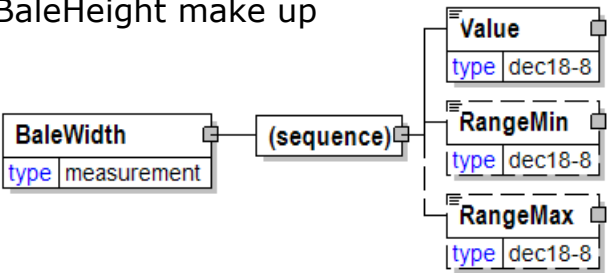 BaleHeight make up
Value
type dec18-8
BaleWidth
type measurement
(sequence)
RangeMin
type dec18-8
RangeMax
type dec18-8